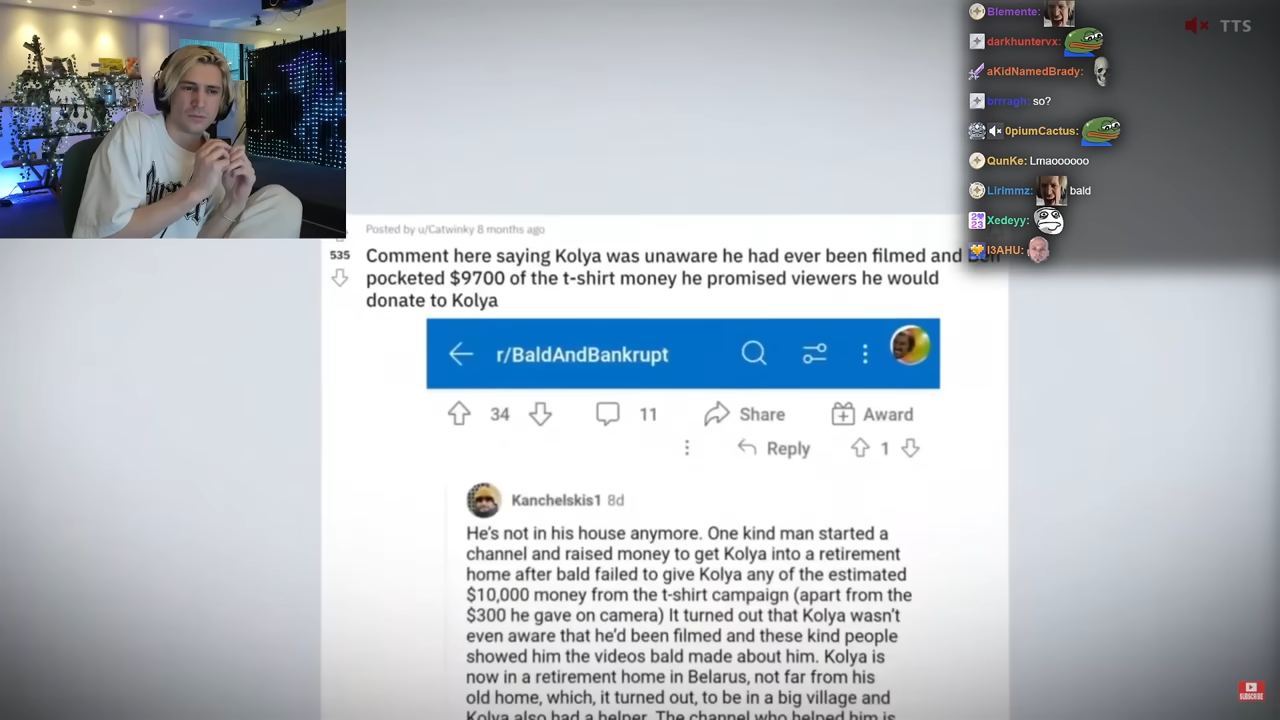 Blemente:
TTS
darkhuntervx:
aKidNamedBrady:
brrragh: so?
0piumCactus:
QunKe: Lmaoooooo
Lirimmz: bald
Xedeyy:
I3AHU:
Posted by u/Catwinky 8 months ago
535
Comment here saying Kolya was unaware he had ever been filmed and
pocketed $9700 of the t-shirt money he promised viewers he would
donate to Kolya
r/BaldAndBankrupt
34
11
Share
Award
Reply
1
Kanchelskis1 8d
He's not in his house anymore. One kind man started a
channel and raised money to get Kolya into a retirement
home after bald failed to give Kolya any of the estimated
$10,000 money from the t-shirt campaign (apart from the
$300 he gave on camera) It turned out that Kolya wasn't
even aware that he'd been filmed and these kind people
showed him the videos bald made about him. Kolya is
now in a retirement home in Belarus, not far from his
old home, which, it turned out, to be in a big village and
Kolya also had a helper. The channel who helped him is
SUBSCRIBE